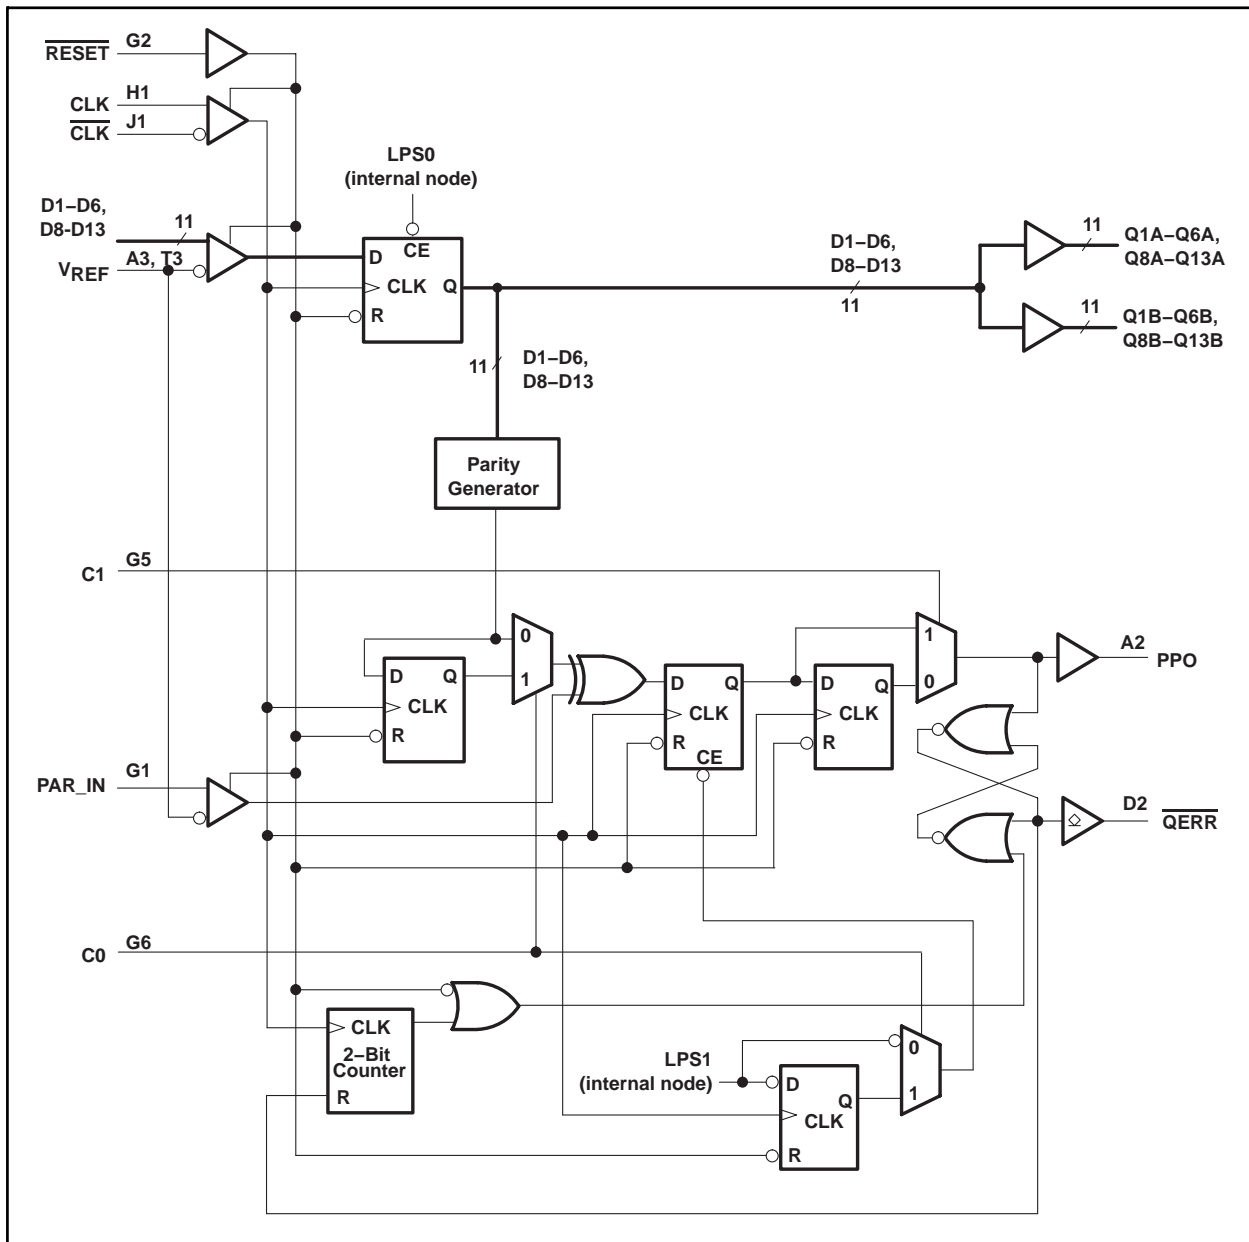 RESET G2
CLK H1
CLK J1
LPS0
(internal node)
D1–D6,
D8-D13
11
VREF A3, T3
CE
D
CLK Q
R
D1–D6,
D8–D13
11
11 Q1A–Q6A,
Q8A–Q13A
11 Q1B–Q6B,
Q8B–Q13B
11 D1–D6,
D8–D13
Parity
Generator
C1 G5
0
1
D Q
CLK
R
D Q
CLK
R
CE
D Q
CLK
R
1
0
A2 PPO
PAR_IN G1
D2 QERR
C0 G6
CLK
2–Bit
Counter
R
LPS1
(internal node)
0
1
D Q
CLK
R